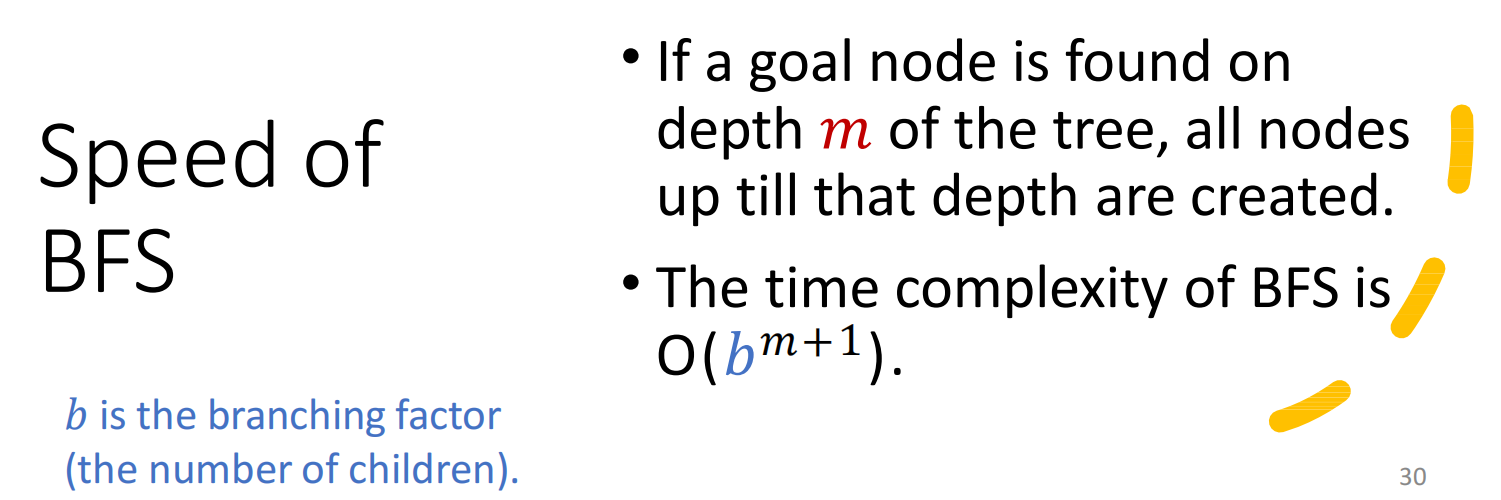 Speed of
BFS
b is the branching factor
(the number of children).
• If a goal node is found on
depth m of the tree, all nodes
up till that depth are created.
• The time complexity of BFS is
O(b^{m+1}).
30